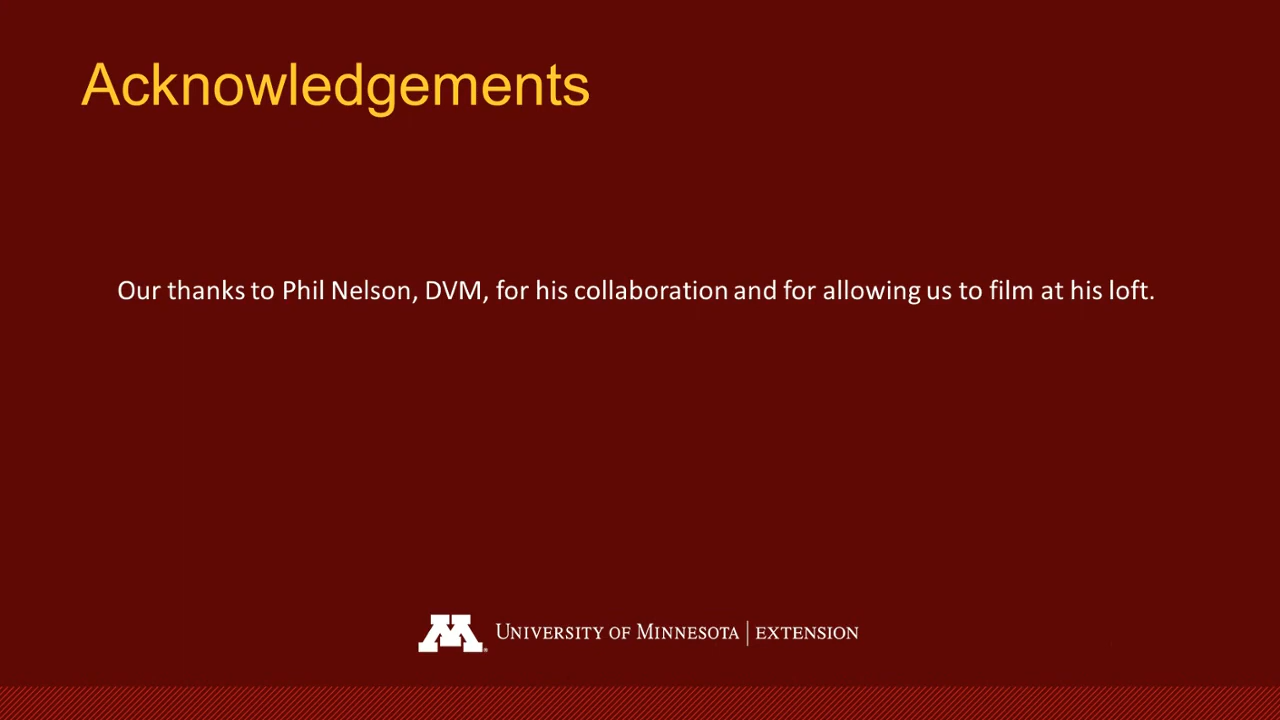 Acknowledgements
Our thanks to Phil Nelson, DVM, for his collaboration and for allowing us to film at his loft.
M UNIVERSITY OF MINNESOTA | EXTENSION